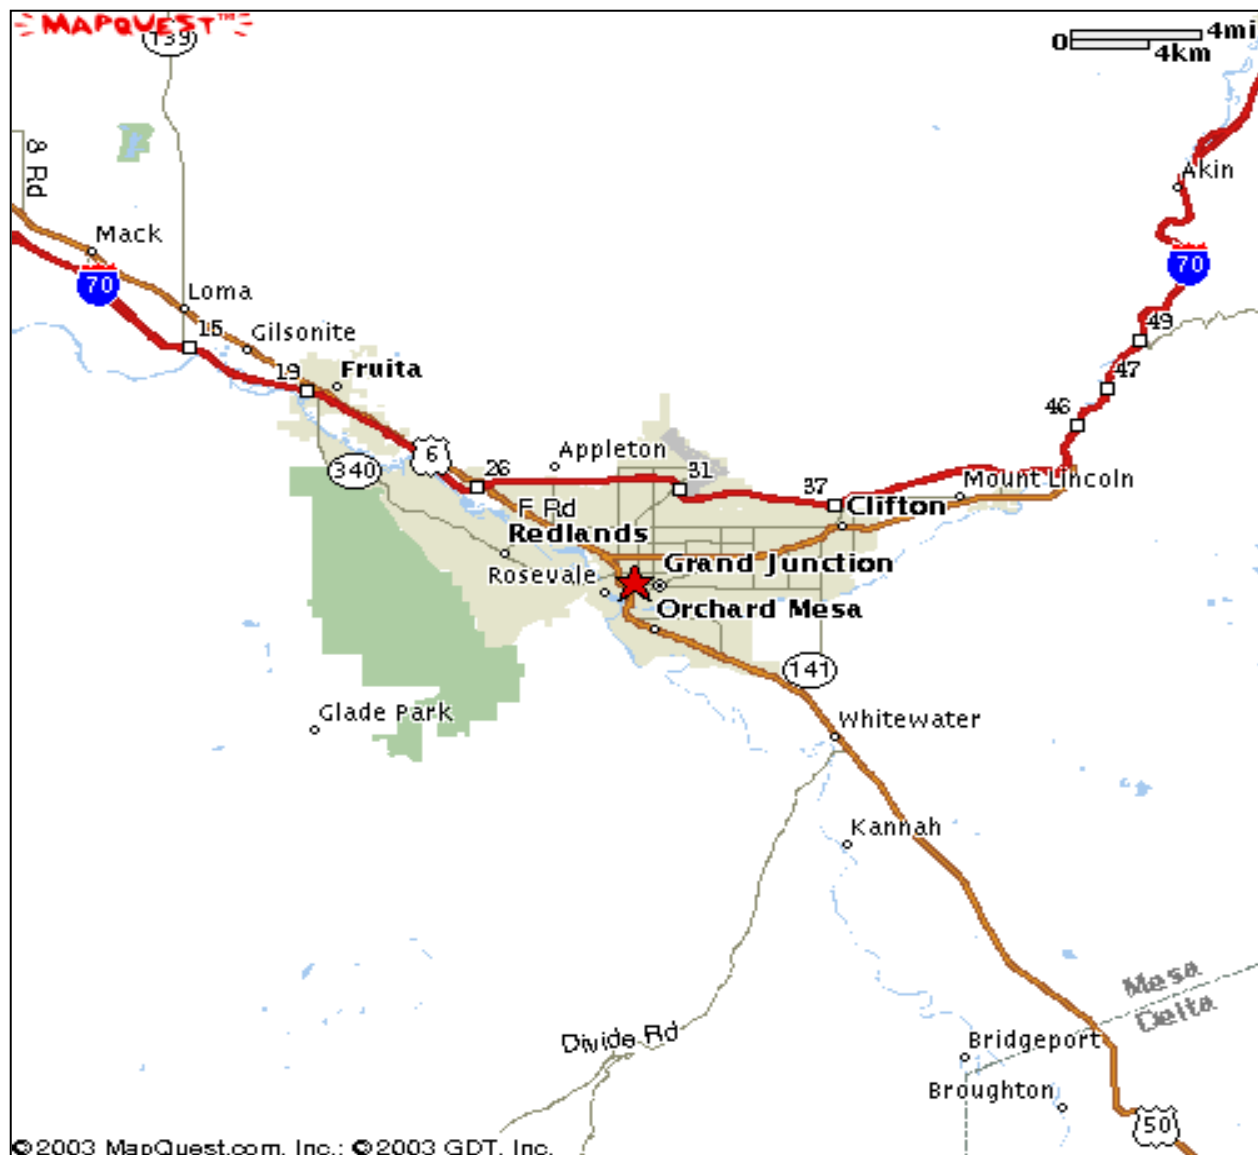 MAPQUEST™
139
0 4mi
4km
8 Rd
Akin
Mack
70
70
Loma
15
Gilsonite
49
19
Fruita
47
46
6
Appleton
340
26
31
Mount Lincoln
37
F Rd
Clifton
Redlands
Grand Junction
Rosevale
Orchard Mesa
141
Glade Park
Whitewater
Kannah
Mesa
Delta
Divide Rd
Bridgeport
Broughton
50
©2003 MapQuest.com, Inc.; ©2003 GDT, Inc.